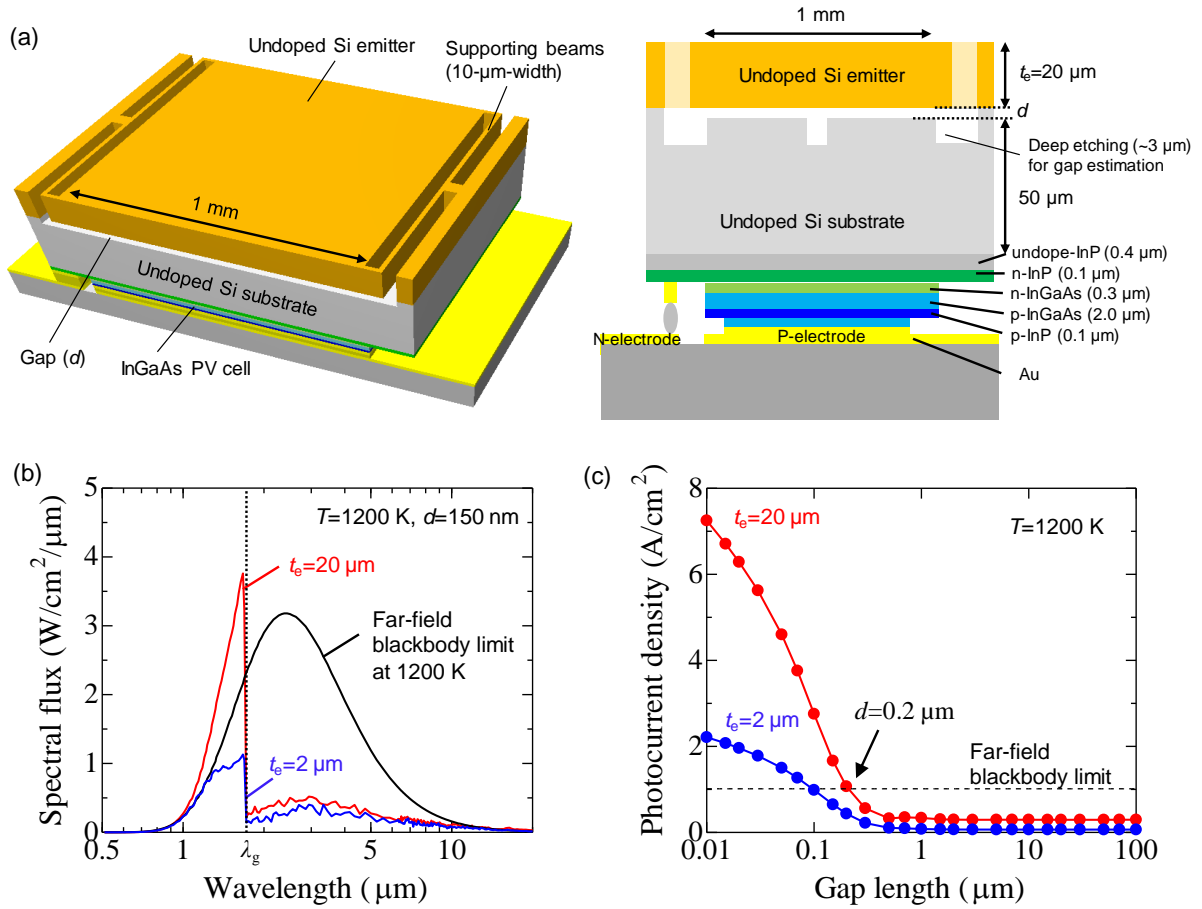 (a)
Undoped Si emitter
Supporting beams
(10-µm-width)
1 mm
Undoped Si substrate
Gap (d)
InGaAs PV cell
1 mm
Undoped Si emitter
tₑ=20 µm
d
Deep etching (~3 µm)
for gap estimation
50 µm
Undoped Si substrate
undope-InP (0.4 µm)
n-InP (0.1 µm)
n-InGaAs (0.3 µm)
p-InGaAs (2.0 µm)
p-InP (0.1 µm)
N-electrode
P-electrode
Au
(b)
T=1200 K, d=150 nm
tₑ=20 µm
Far-field
blackbody limit
at 1200 K
tₑ=2 µm
Spectral flux (W/cm²/µm)
5
4
3
2
1
0
0.5
1
λg
5
10
Wavelength (µm)
(c)
tₑ=20 µm
T=1200 K
d=0.2 µm
tₑ=2 µm
Far-field
blackbody limit
Photocurrent density (A/cm²)
8
6
4
2
0
0.01
0.1
1
10
100
Gap length (µm)